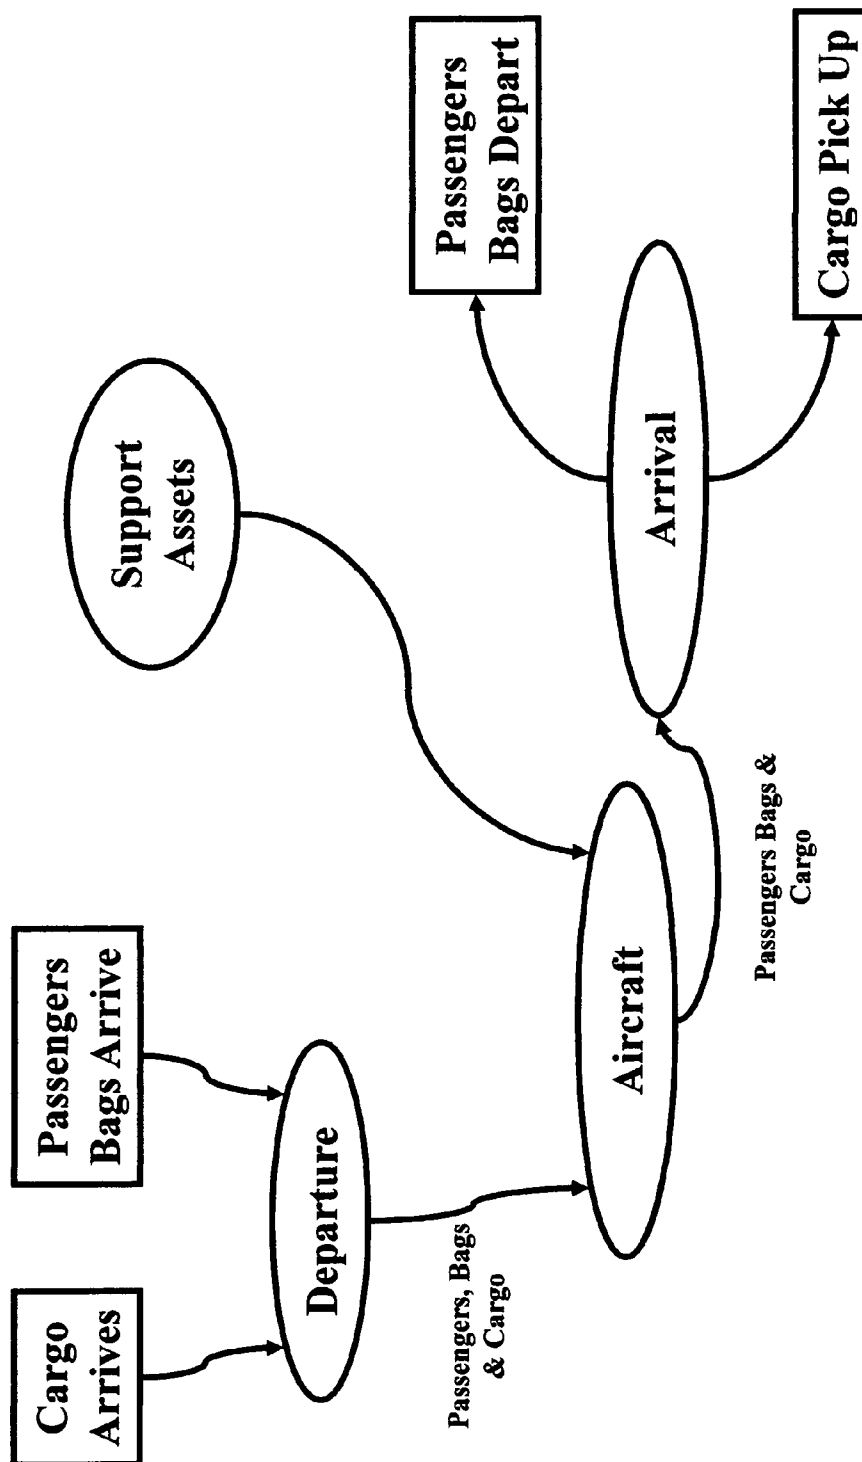 Cargo
Arrives
Passengers
Bags Arrive
Departure
Support
Assets
Passengers, Bags
& Cargo
Aircraft
Passengers Bags &
Cargo
Arrival
Passengers
Bags Depart
Cargo Pick Up